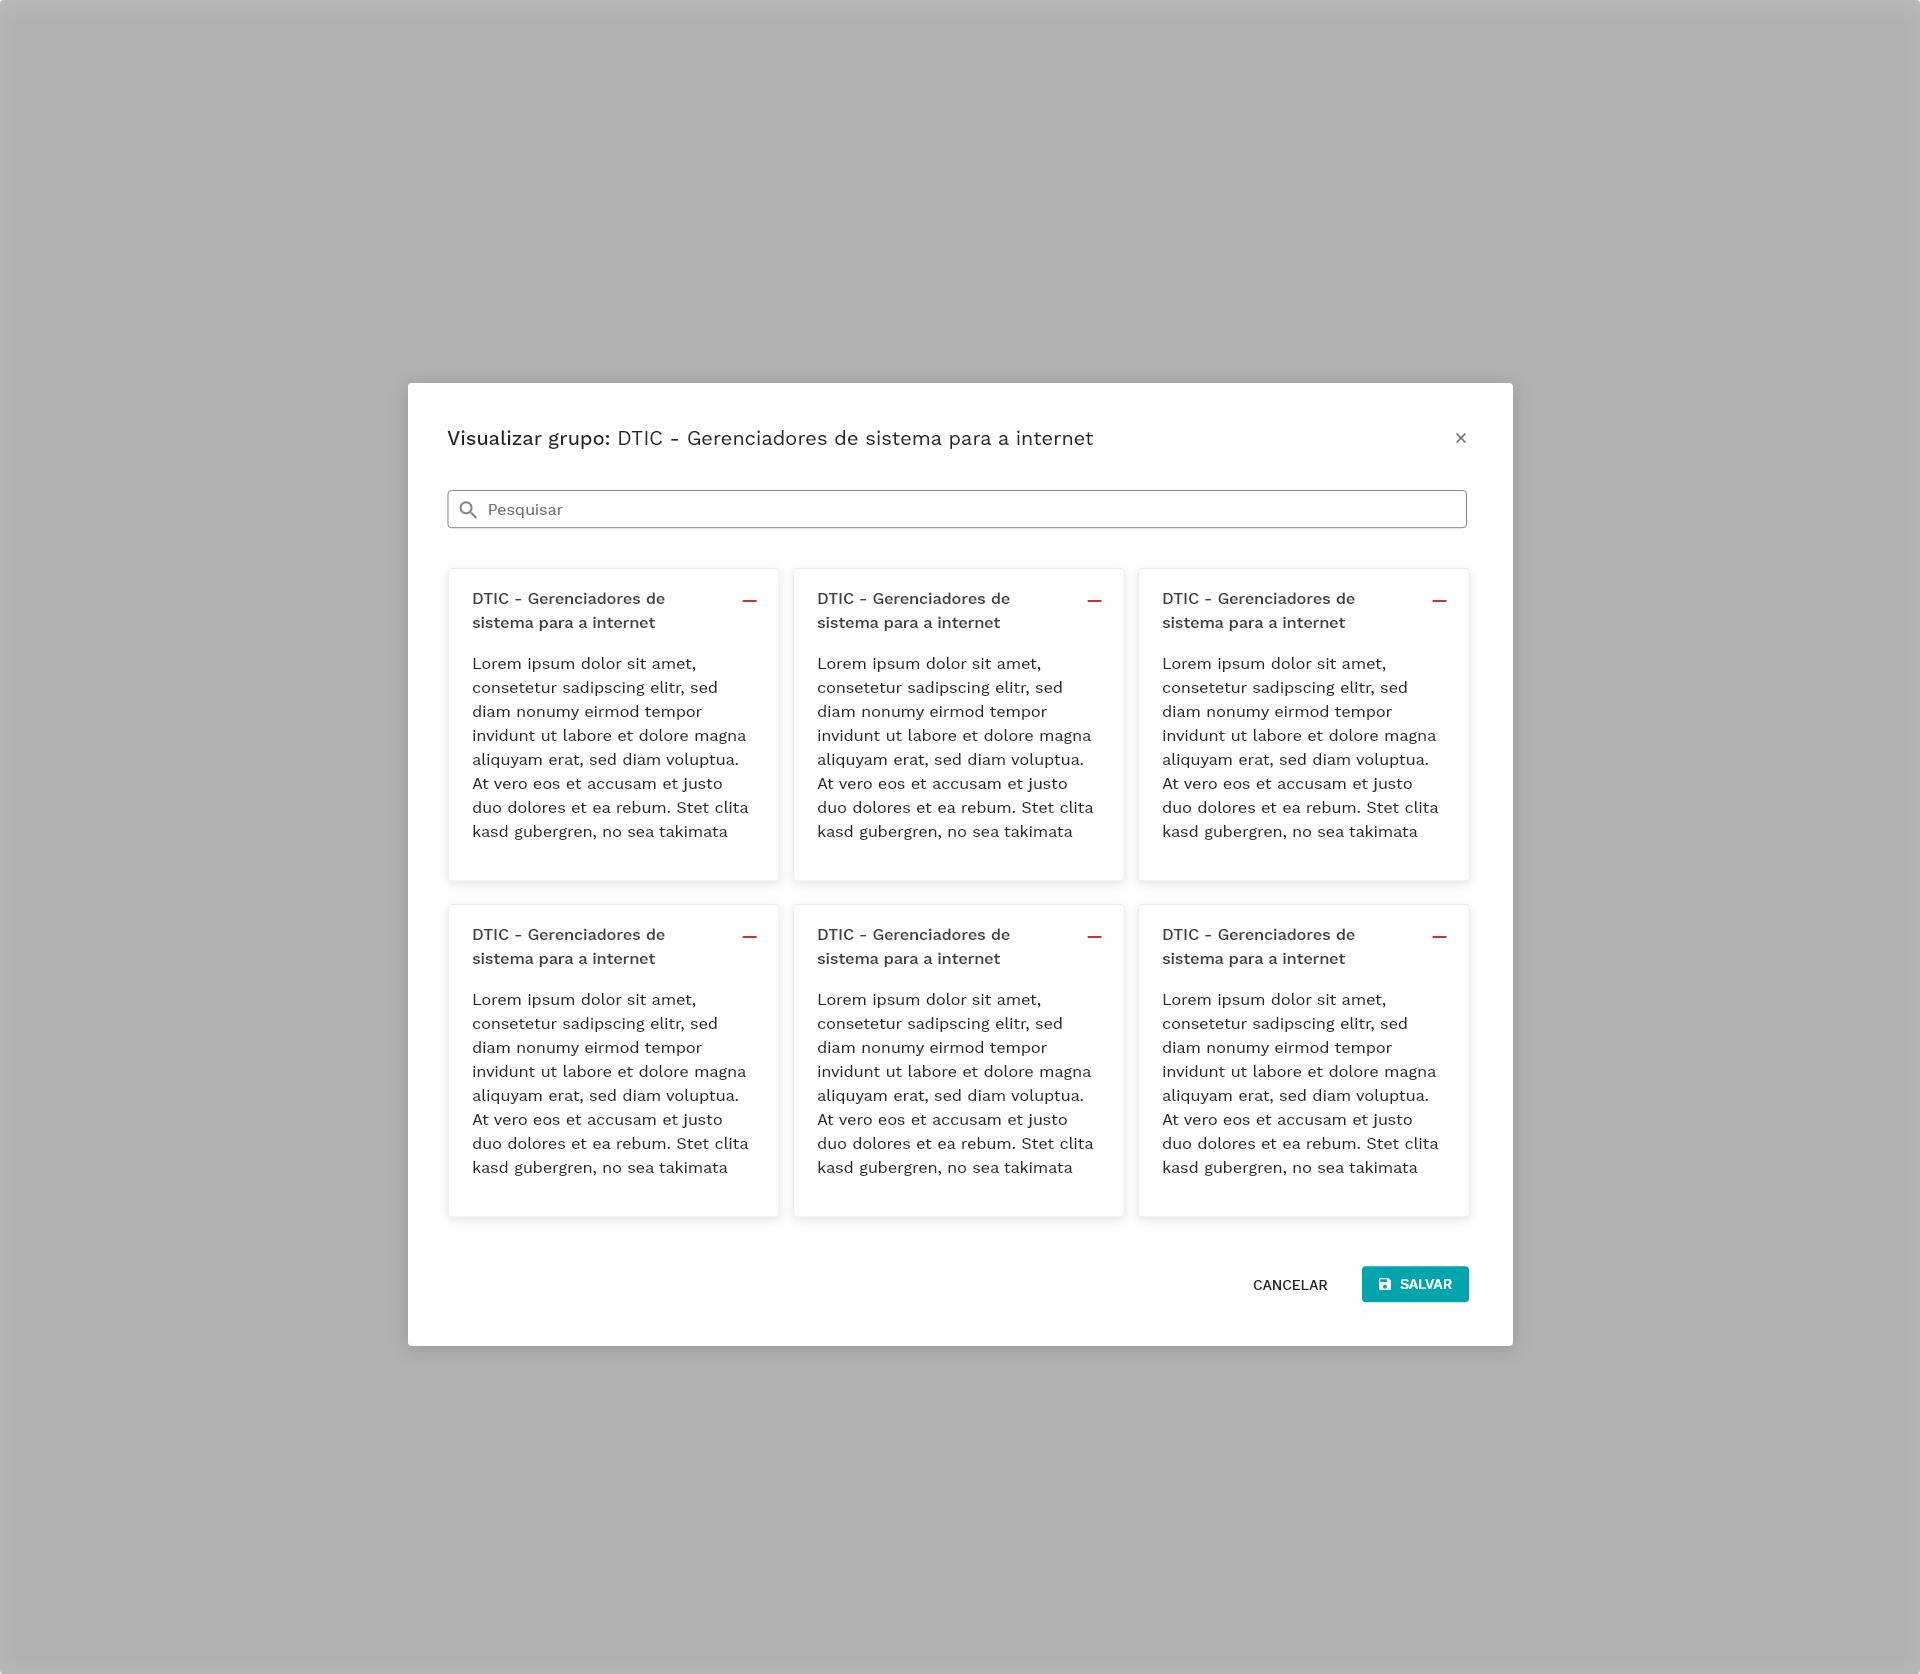 Visualizar grupo: DTIC - Gerenciadores de sistema para a internet
Pesquisar
DTIC - Gerenciadores de
sistema para a internet
Lorem ipsum dolor sit amet,
consetetur sadipscing elitr, sed
diam nonumy eirmod tempor
invidunt ut labore et dolore magna
aliquyam erat, sed diam voluptua.
At vero eos et accusam et justo
duo dolores et ea rebum. Stet clita
kasd gubergren, no sea takimata
DTIC - Gerenciadores de
sistema para a internet
Lorem ipsum dolor sit amet,
consetetur sadipscing elitr, sed
diam nonumy eirmod tempor
invidunt ut labore et dolore magna
aliquyam erat, sed diam voluptua.
At vero eos et accusam et justo
duo dolores et ea rebum. Stet clita
kasd gubergren, no sea takimata
DTIC - Gerenciadores de
sistema para a internet
Lorem ipsum dolor sit amet,
consetetur sadipscing elitr, sed
diam nonumy eirmod tempor
invidunt ut labore et dolore magna
aliquyam erat, sed diam voluptua.
At vero eos et accusam et justo
duo dolores et ea rebum. Stet clita
kasd gubergren, no sea takimata
DTIC - Gerenciadores de
sistema para a internet
Lorem ipsum dolor sit amet,
consetetur sadipscing elitr, sed
diam nonumy eirmod tempor
invidunt ut labore et dolore magna
aliquyam erat, sed diam voluptua.
At vero eos et accusam et justo
duo dolores et ea rebum. Stet clita
kasd gubergren, no sea takimata
DTIC - Gerenciadores de
sistema para a internet
Lorem ipsum dolor sit amet,
consetetur sadipscing elitr, sed
diam nonumy eirmod tempor
invidunt ut labore et dolore magna
aliquyam erat, sed diam voluptua.
At vero eos et accusam et justo
duo dolores et ea rebum. Stet clita
kasd gubergren, no sea takimata
DTIC - Gerenciadores de
sistema para a internet
Lorem ipsum dolor sit amet,
consetetur sadipscing elitr, sed
diam nonumy eirmod tempor
invidunt ut labore et dolore magna
aliquyam erat, sed diam voluptua.
At vero eos et accusam et justo
duo dolores et ea rebum. Stet clita
kasd gubergren, no sea takimata
CANCELAR
SALVAR